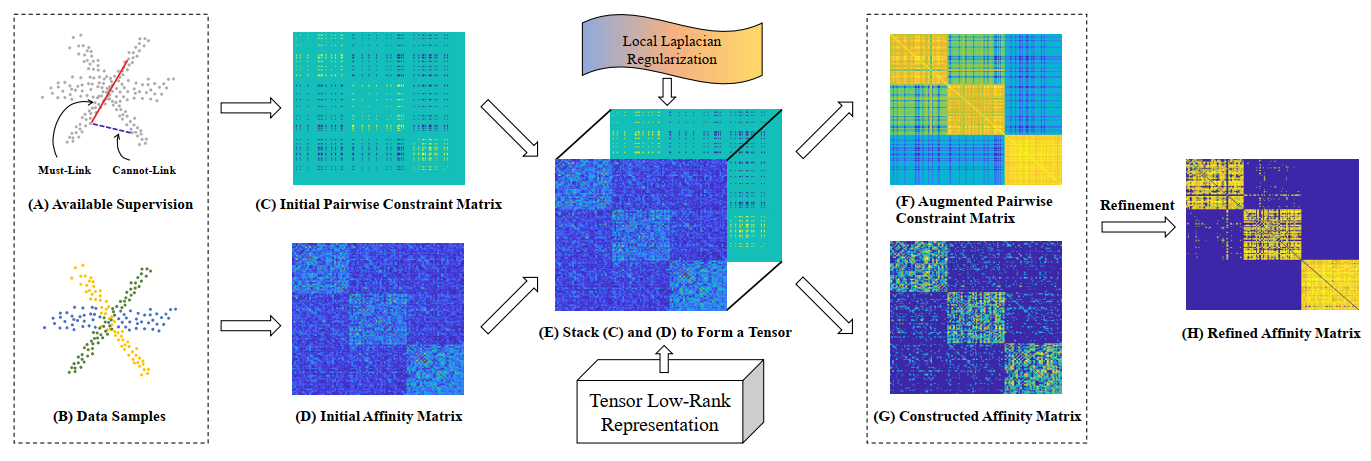 Must-Link
Cannot-Link
(A) Available Supervision
(B) Data Samples
(C) Initial Pairwise Constraint Matrix
(D) Initial Affinity Matrix
Local Laplacian
Regularization
(E) Stack (C) and (D) to Form a Tensor
Tensor Low-Rank
Representation
(F) Augmented Pairwise
Constraint Matrix
(G) Constructed Affinity Matrix
Refinement
(H) Refined Affinity Matrix